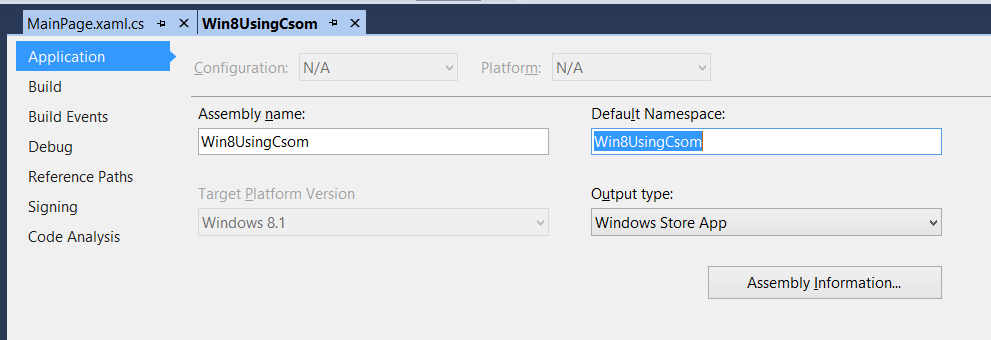 MainPage.xaml.cs Win8UsingCsom
Application
Configuration: N/A Platform: N/A
Build
Build Events
Debug
Reference Paths
Signing
Code Analysis
Assembly name: Default Namespace:
Win8UsingCsom Win8UsingCsom
Target Platform Version Output type:
Windows 8.1 Windows Store App
Assembly Information...